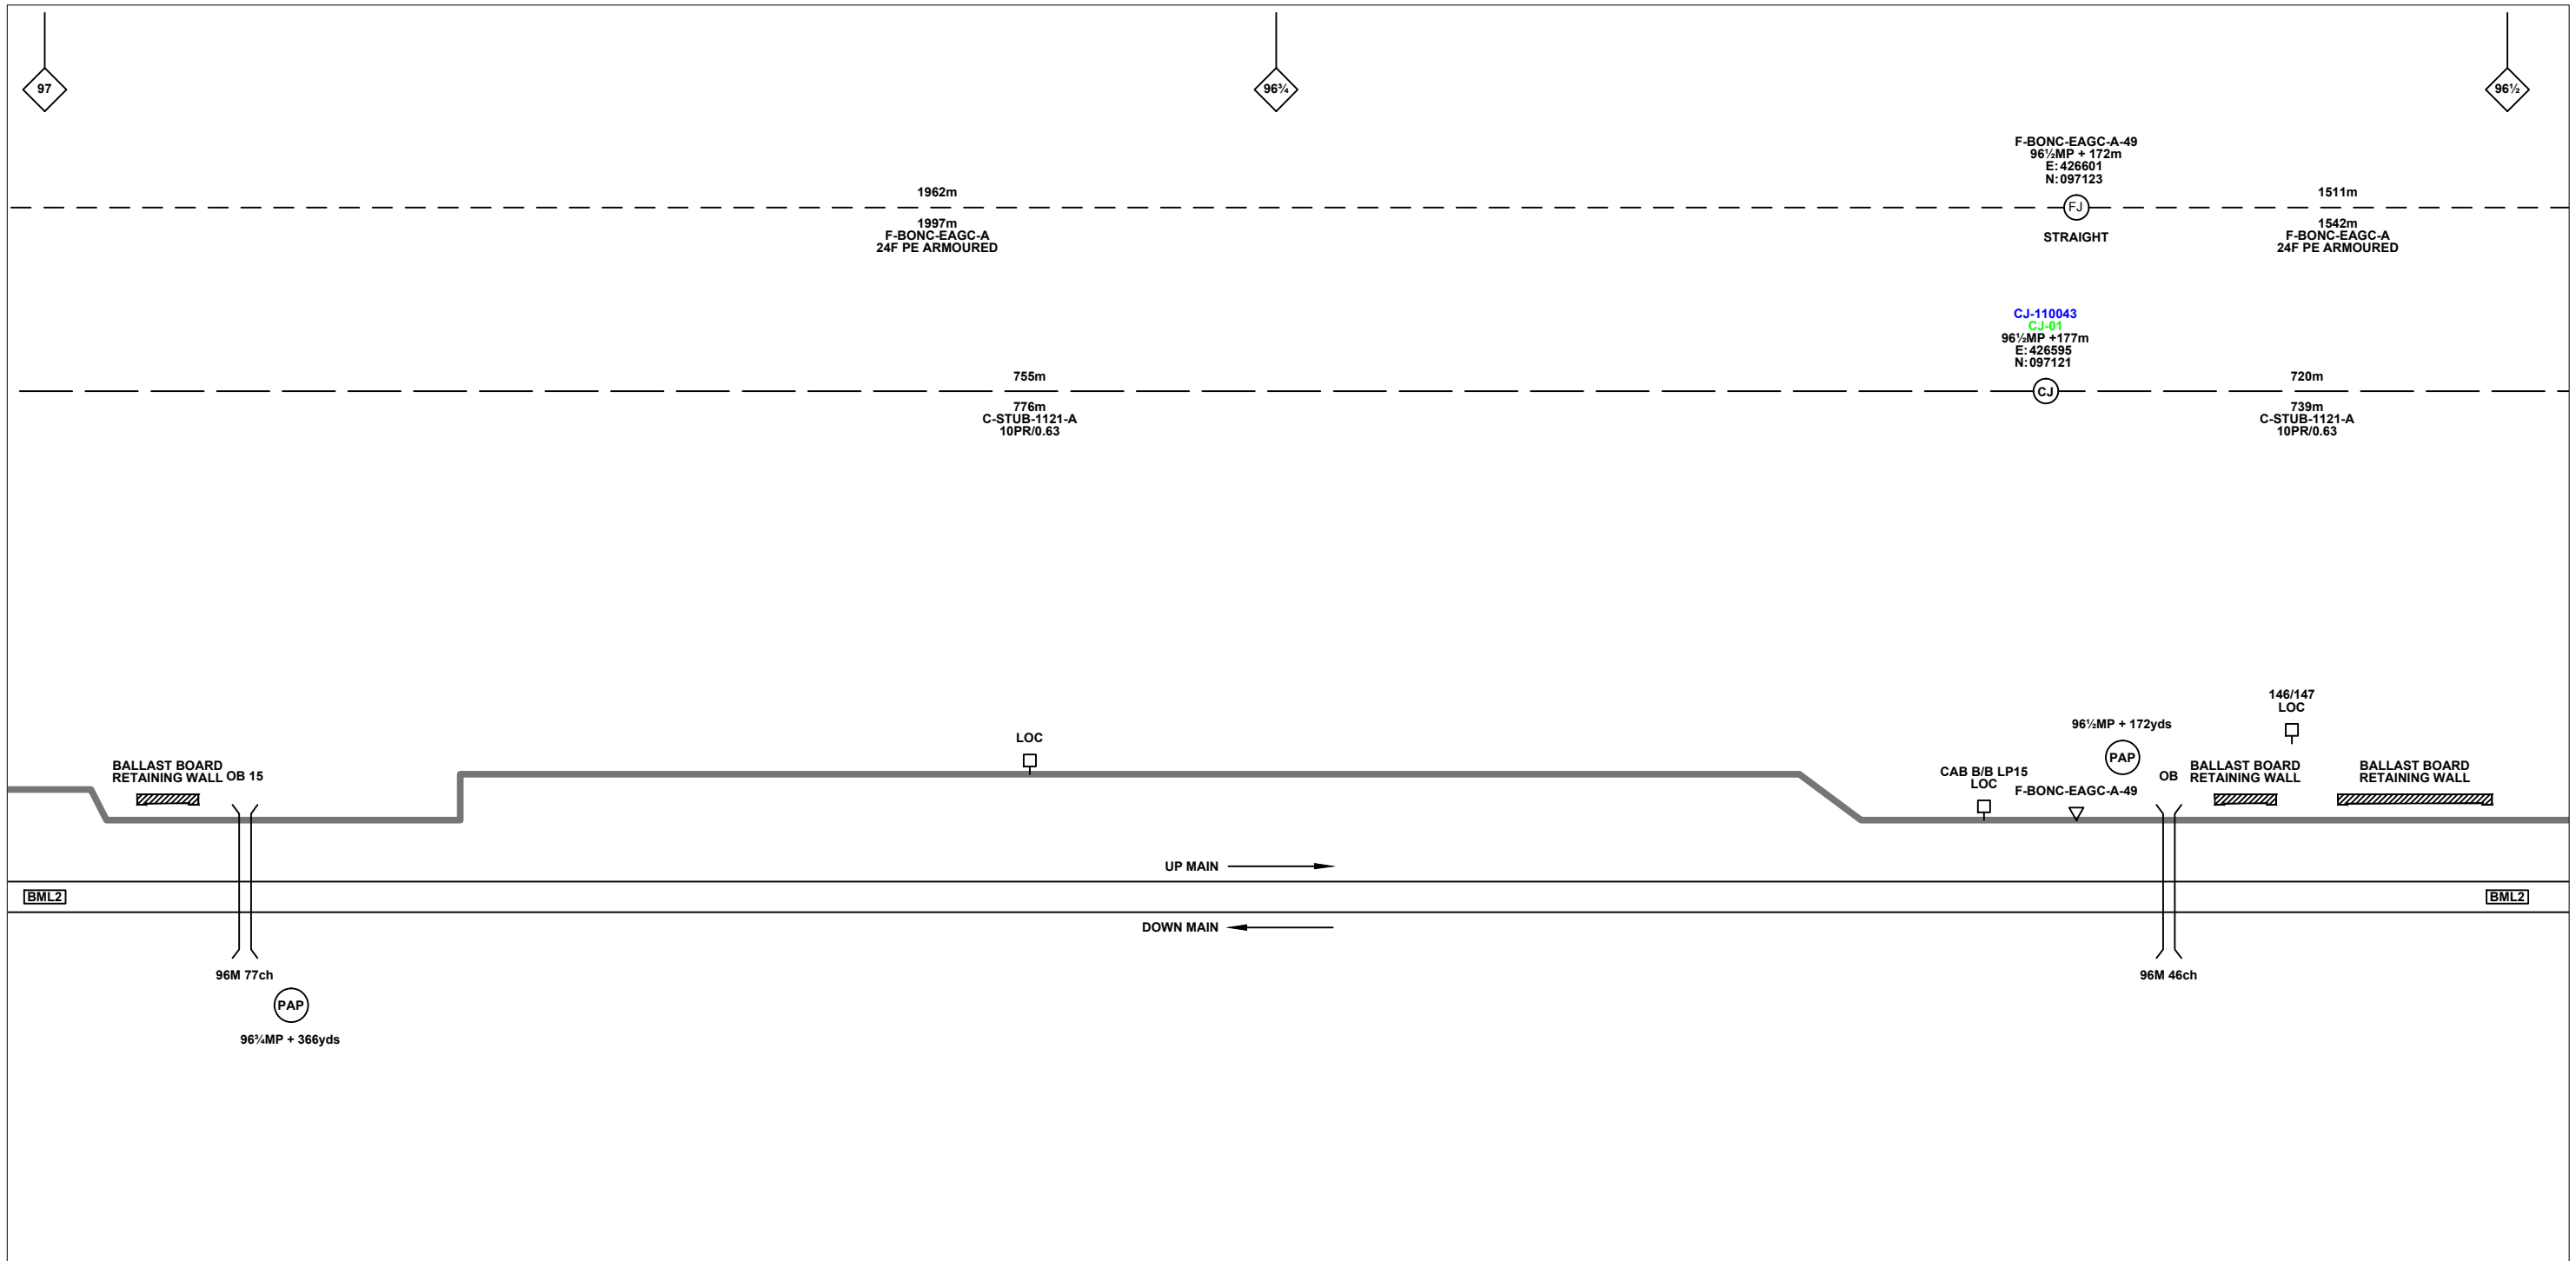 97
96¾
96½
F-BONC-EAGC-A-49
96½MP + 172m
E: 426601
N: 097123
1962m
1511m
FJ
1997m
F-BONC-EAGC-A
24F PE ARMOURED
STRAIGHT
1542m
F-BONC-EAGC-A
24F PE ARMOURED
CJ-110043
CJ-01
96½MP +177m
E: 426595
N: 097121
755m
720m
CJ
776m
C-STUB-1121-A
10PR/0.63
739m
C-STUB-1121-A
10PR/0.63
146/147
LOC
96½MP + 172yds
LOC
PAP
BALLAST BOARD
RETAINING WALL
OB 15
CAB B/B LP15
LOC
F-BONC-EAGC-A-49
OB
BALLAST BOARD
RETAINING WALL
BALLAST BOARD
RETAINING WALL
UP MAIN
BML2
BML2
DOWN MAIN
96M 77ch
96M 46ch
PAP
96¾MP + 366yds